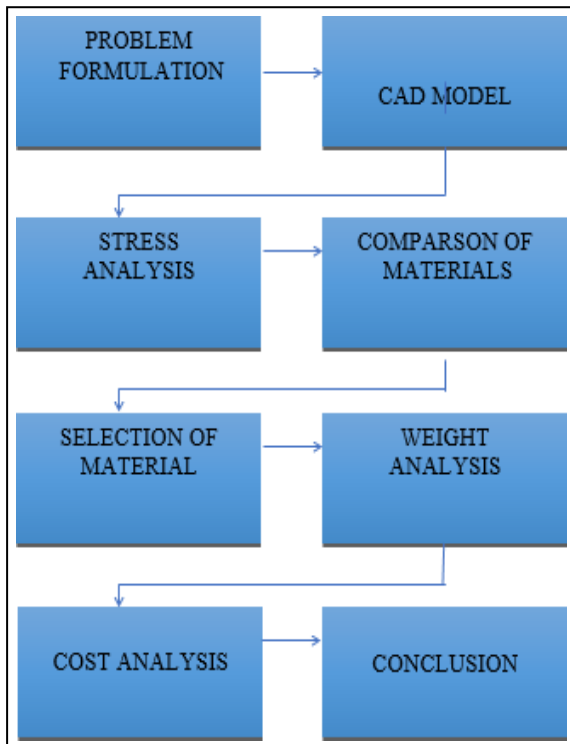 PROBLEM
FORMULATION
CAD MODEL
STRESS
ANALYSIS
COMPARSON OF
MATERIALS
SELECTION OF
MATERIAL
WEIGHT
ANALYSIS
COST ANALYSIS
CONCLUSION